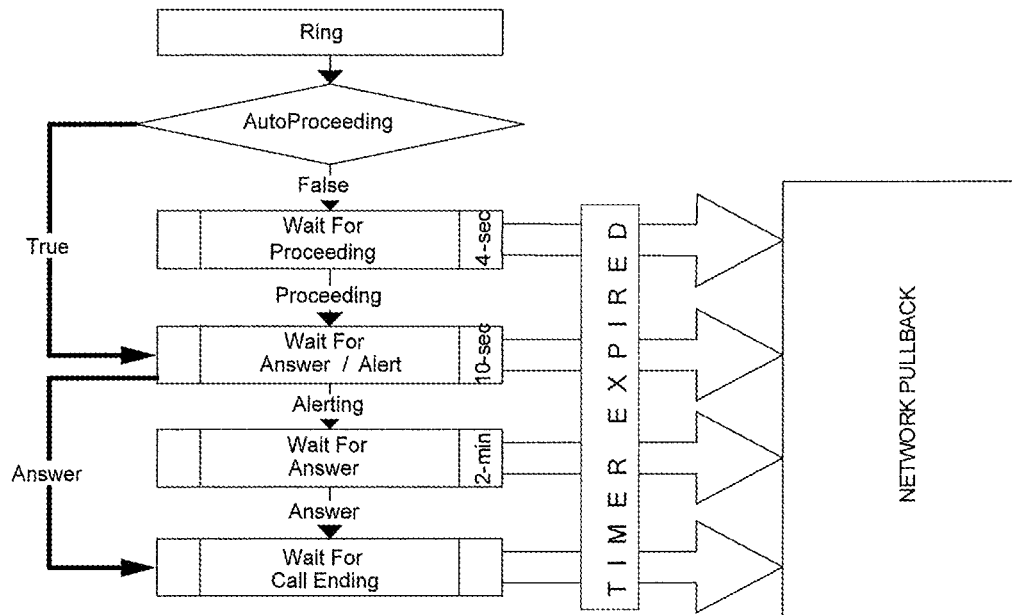 Ring
AutoProceeding
False
True
Wait For
Proceeding
4-sec
Proceeding
Wait For
Answer / Alert
10-sec
Alerting
Answer
Wait For
Answer
2-min
Answer
Wait For
Call Ending
TIMER EXPIRED
NETWORK PULLBACK